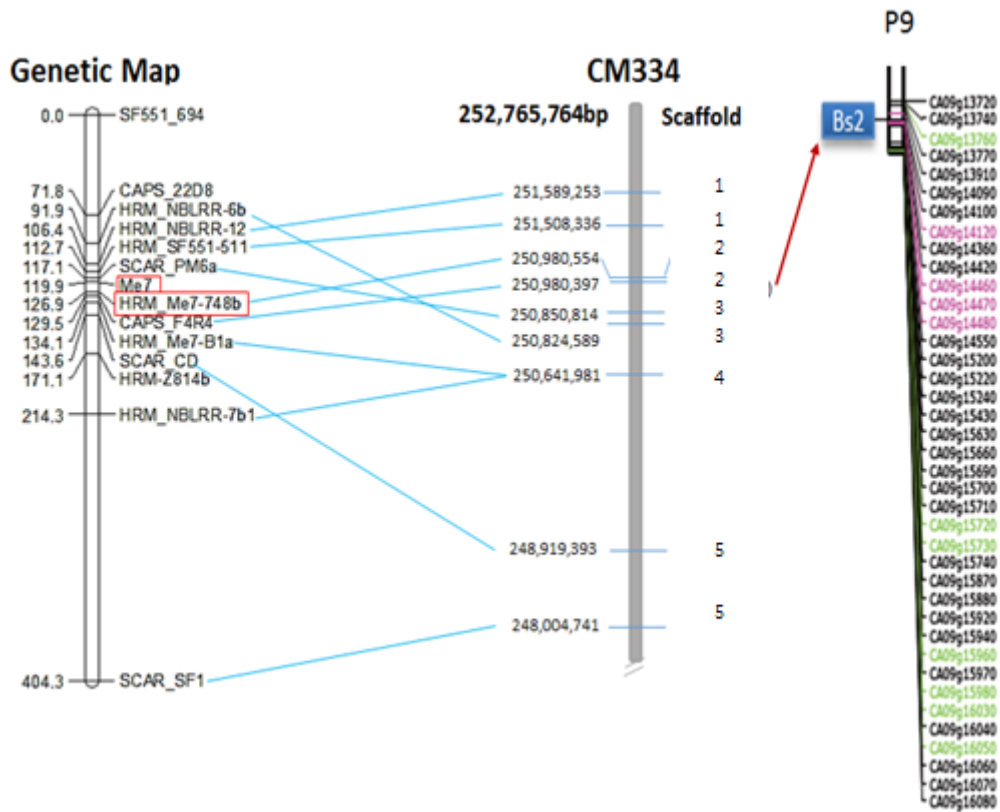 P9
Genetic Map
CM334
252,765,764bp
Scaffold
0.0 SF551_694
71.8 CAPS_22D8
91.9 HRM_NBLRR-6b
106.4 HRM_NBLRR-12
112.7 HRM_SF551-511
117.1 SCAR_PM6a
119.9 Me7
126.9 HRM_Me7-748b
129.5 CAPS_F4R4
134.1 HRM_Me7-B1a
143.6 SCAR_CD
171.1 HRM-Z814b
214.3 HRM_NBLRR-7b1
404.3 SCAR_SF1
251,589,253 1
251,508,336 1
250,980,554 2
250,980,397 2
250,850,814 3
250,824,589 3
250,641,981 4
248,919,393 5
248,004,741 5
Bs2
CA09g13720
CA09g13740
CA09g13760
CA09g13770
CA09g13910
CA09g14090
CA09g14100
CA09g14120
CA09g14360
CA09g14420
CA09g14460
CA09g14470
CA09g14480
CA09g14550
CA09g15200
CA09g15220
CA09g15240
CA09g15430
CA09g15630
CA09g15660
CA09g15690
CA09g15700
CA09g15710
CA09g15720
CA09g15730
CA09g15740
CA09g15870
CA09g15880
CA09g15920
CA09g15940
CA09g15960
CA09g15970
CA09g15980
CA09g16030
CA09g16040
CA09g16050
CA09g16060
CA09g16070
CA09g16080